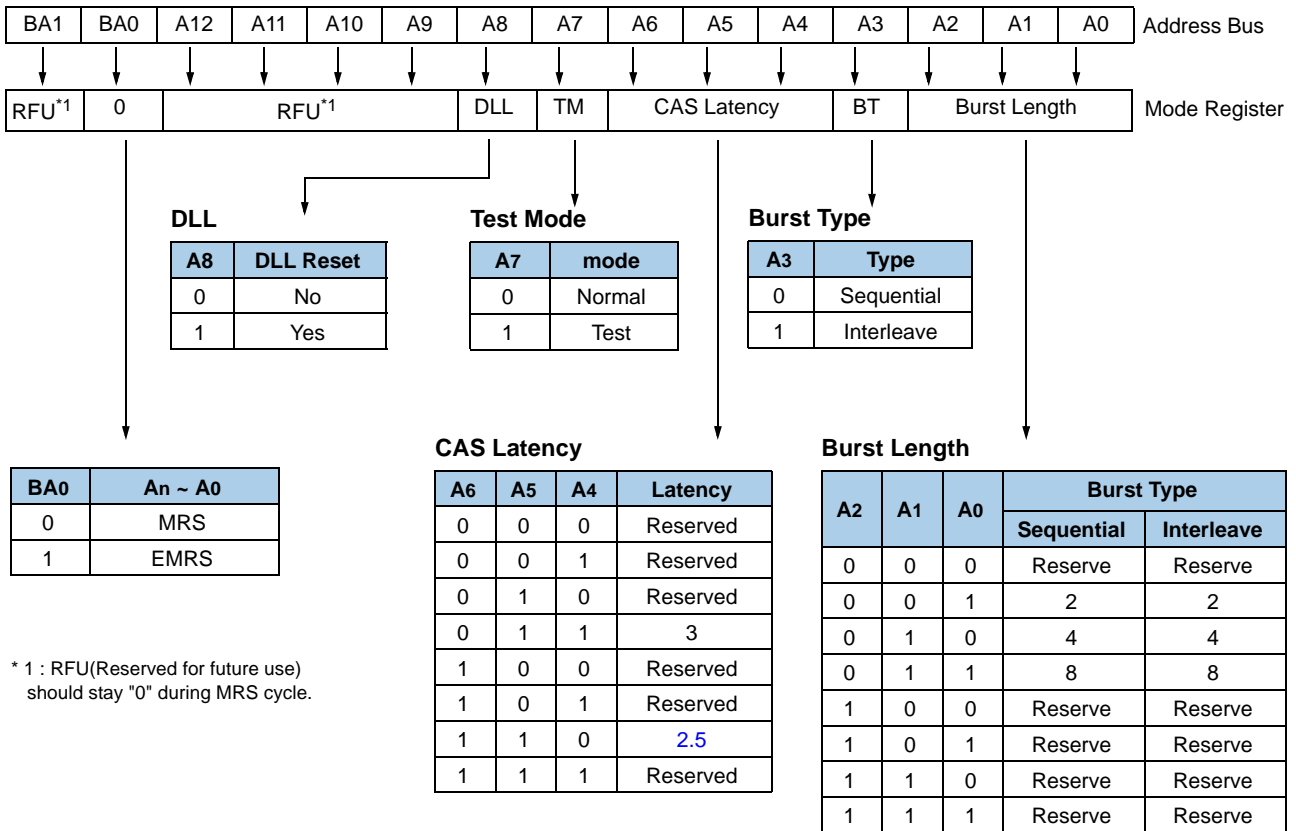 BA1 BA0 A12 A11 A10 A9 A8 A7 A6 A5 A4 A3 A2 A1 A0 Address Bus
RFU*1 0 RFU*1 DLL TM CAS Latency BT Burst Length Mode Register
DLL
A8 DLL Reset
0 No
1 Yes
Test Mode
A7 mode
0 Normal
1 Test
Burst Type
A3 Type
0 Sequential
1 Interleave
BA0 An ~ A0
0 MRS
1 EMRS
* 1 : RFU(Reserved for future use)
should stay "0" during MRS cycle.
CAS Latency
A6 A5 A4 Latency
0 0 0 Reserved
0 0 1 Reserved
0 1 0 Reserved
0 1 1 3
1 0 0 Reserved
1 0 1 Reserved
1 1 0 2.5
1 1 1 Reserved
Burst Length
A2 A1 A0 Burst Type
Sequential Interleave
0 0 0 Reserve Reserve
0 0 1 2 2
0 1 0 4 4
0 1 1 8 8
1 0 0 Reserve Reserve
1 0 1 Reserve Reserve
1 1 0 Reserve Reserve
1 1 1 Reserve Reserve